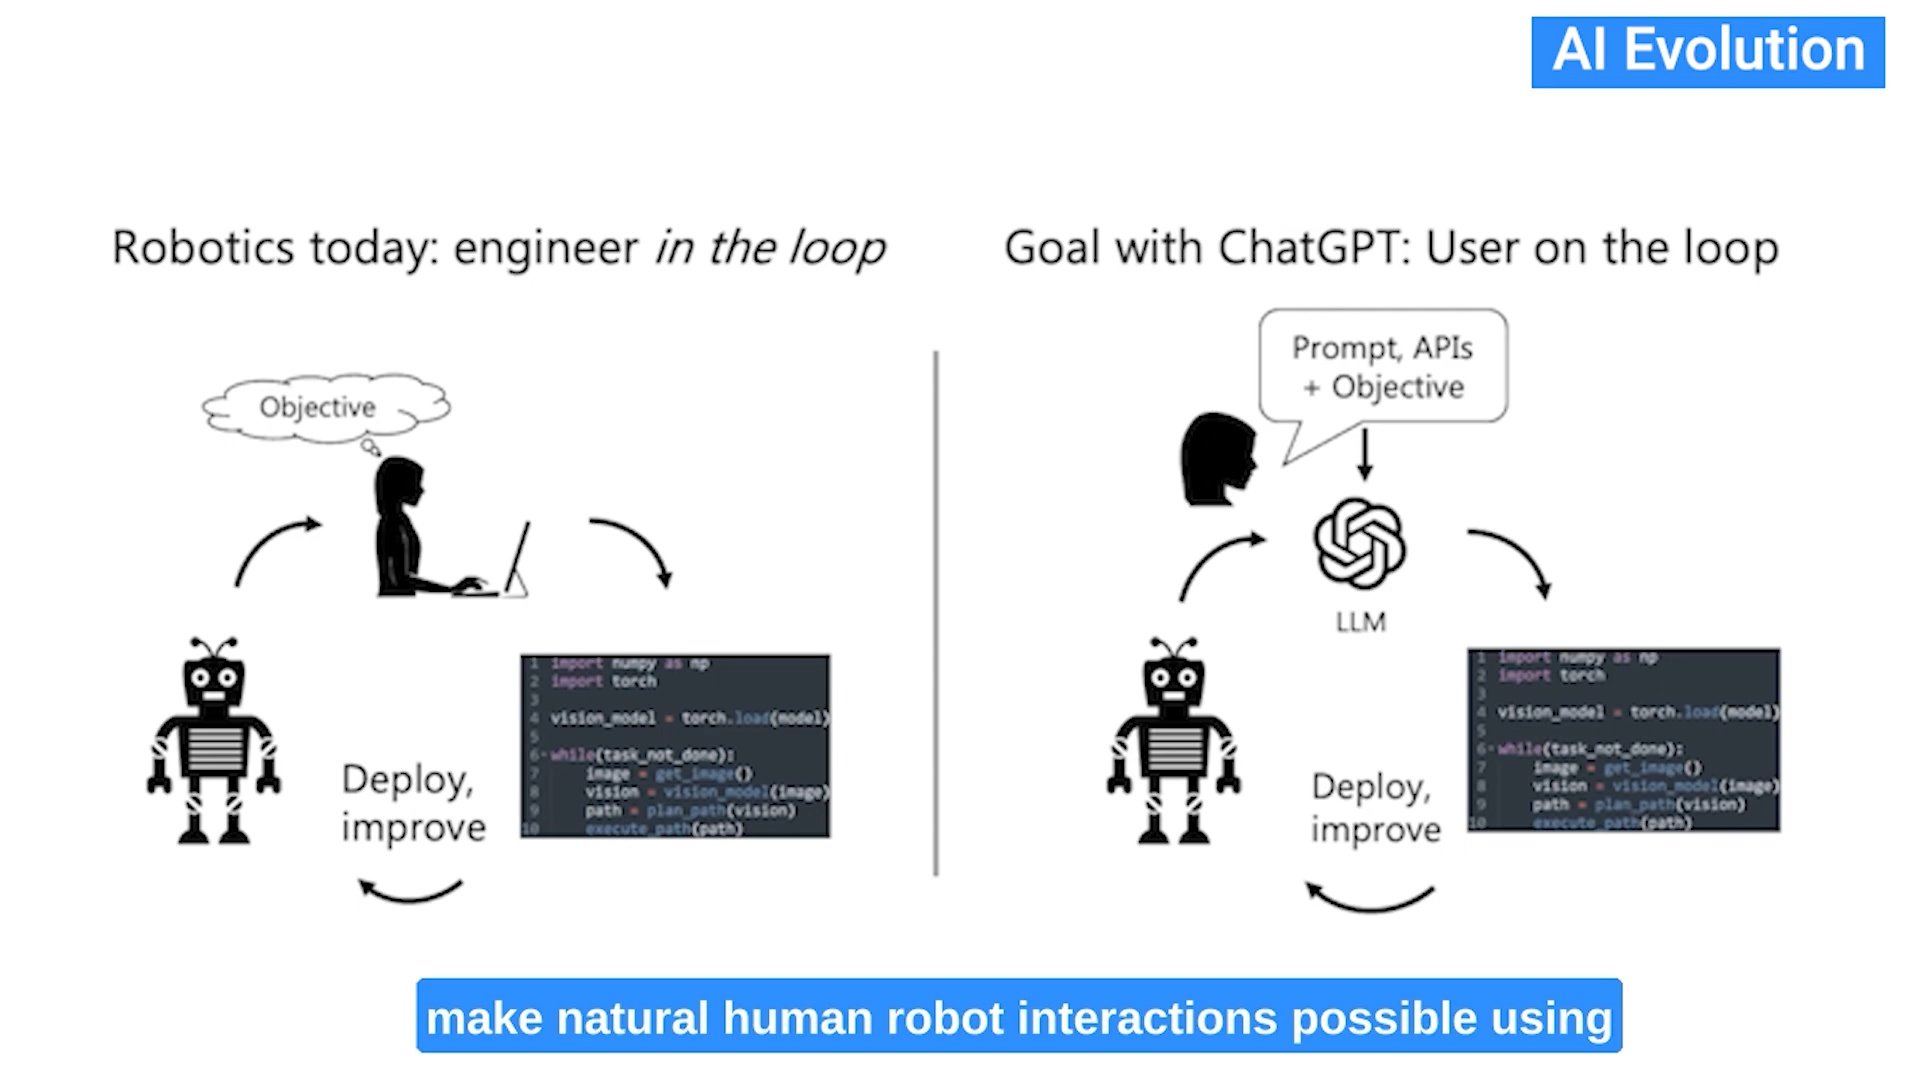 AI Evolution
Robotics today: engineer in the loop
Objective
1 import numpy as np
2 import torch
3
4 vision_model = torch.load(model)
5
6 while(task_not_done):
7 image = get_image()
8 vision = vision_model(image)
9 path = plan_path(vision)
10 execute_path(path)
Deploy,
improve
Goal with ChatGPT: User on the loop
Prompt, APIs
+ Objective
LLM
1 import numpy as np
2 import torch
3
4 vision_model = torch.load(model)
5
6 while(task_not_done):
7 image = get_image()
8 vision = vision_model(image)
9 path = plan_path(vision)
10 execute_path(path)
Deploy,
improve
make natural human robot interactions possible using